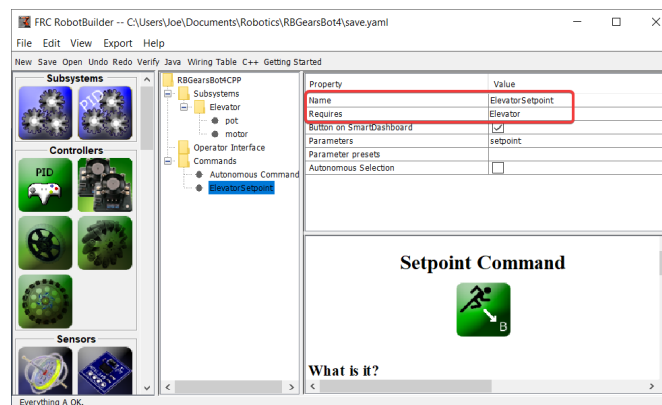 FRC RobotBuilder -- C:\Users\Joe\Documents\Robotics\RBGearsBot4\save.yaml
File Edit View Export Help
New Save Open Undo Redo Verify Java Wiring Table C++ Getting Started
Subsystems
PID
Controllers
PID
Sensors
RBGearsBot4CPP
Subsystems
Elevator
pot
motor
Operator Interface
Commands
Autonomous Command
ElevatorSetpoint
Property Value
Name ElevatorSetpoint
Requires Elevator
Button on SmartDashboard
Parameters setpoint
Parameter presets
Autonomous Selection
Setpoint Command
B
What is it?
Everything A OK.